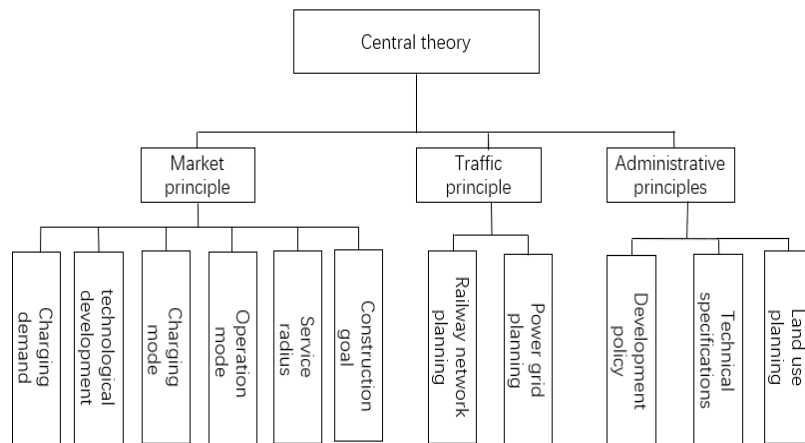 Central theory
Market
principle
Traffic
principle
Administrative
principles
Charging
demand
technological
development
Charging
mode
Operation
mode
Service
radius
Construction
goal
Railway network
planning
Power grid
planning
Development
policy
Technical
specifications
Land use
planning